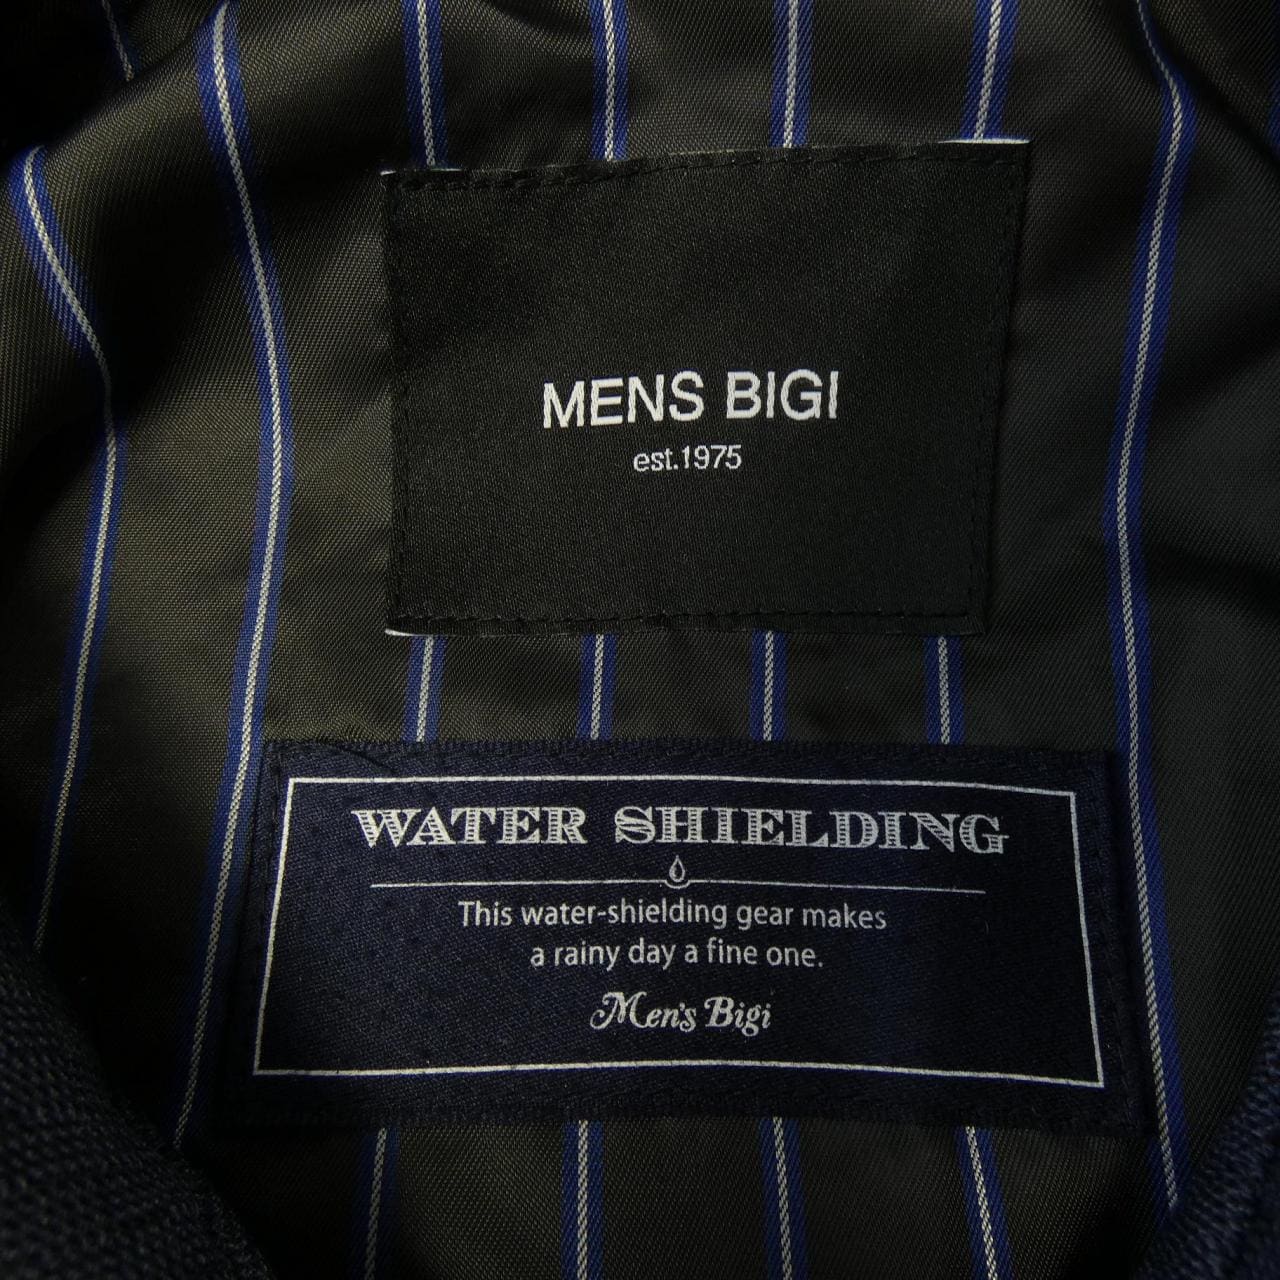 MENS BIGI
est.1975
WATER SHIELDING
This water-shielding gear makes
a rainy day a fine one.
Men's Bigi